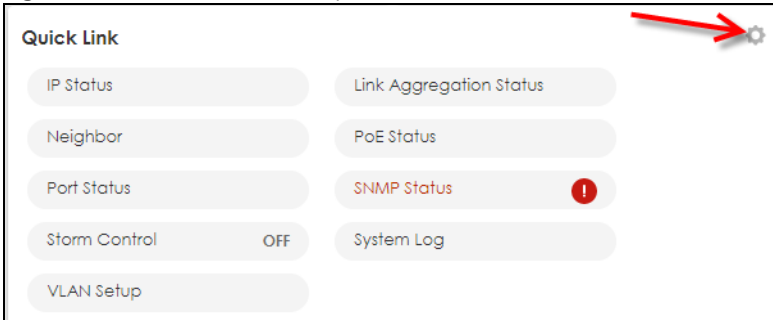 Quick Link
IP Status
Link Aggregation Status
Neighbor
PoE Status
Port Status
SNMP Status !
Storm Control OFF
System Log
VLAN Setup